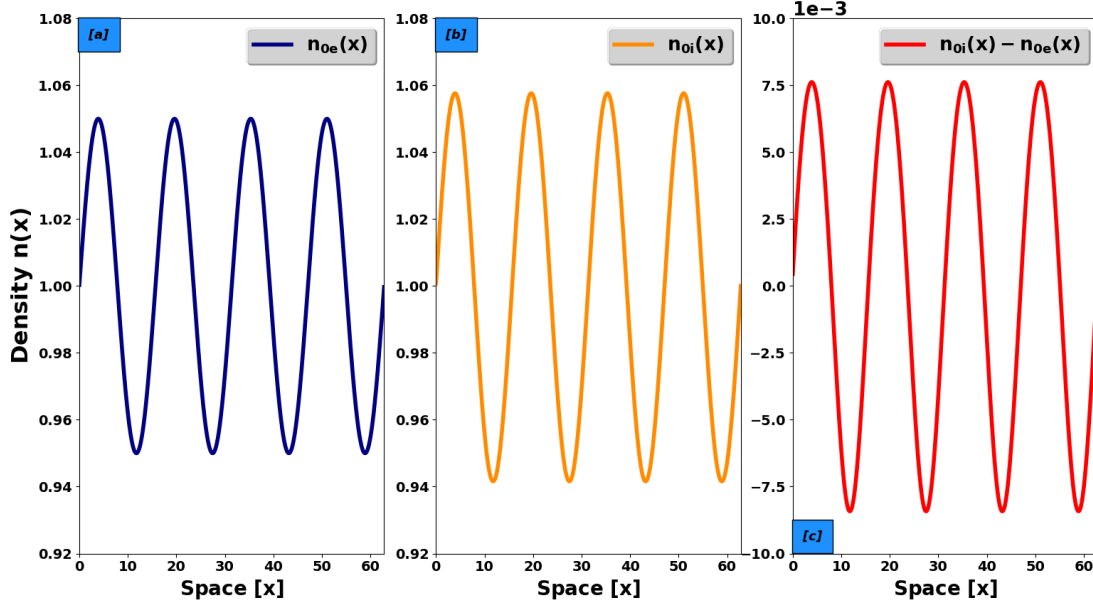 Density n(x)
[a]
n₀ₑ(x)
1.08
1.06
1.04
1.02
1.00
0.98
0.96
0.94
0.92
0 10 20 30 40 50 60
Space [x]
[b]
n₀ᵢ(x)
1.08
1.06
1.04
1.02
1.00
0.98
0.96
0.94
0.92
0 10 20 30 40 50 60
Space [x]
1e−3
n₀ᵢ(x) − n₀ₑ(x)
10.0
7.5
5.0
2.5
0.0
−2.5
−5.0
−7.5
−10.0
[c]
0 10 20 30 40 50 60
Space [x]